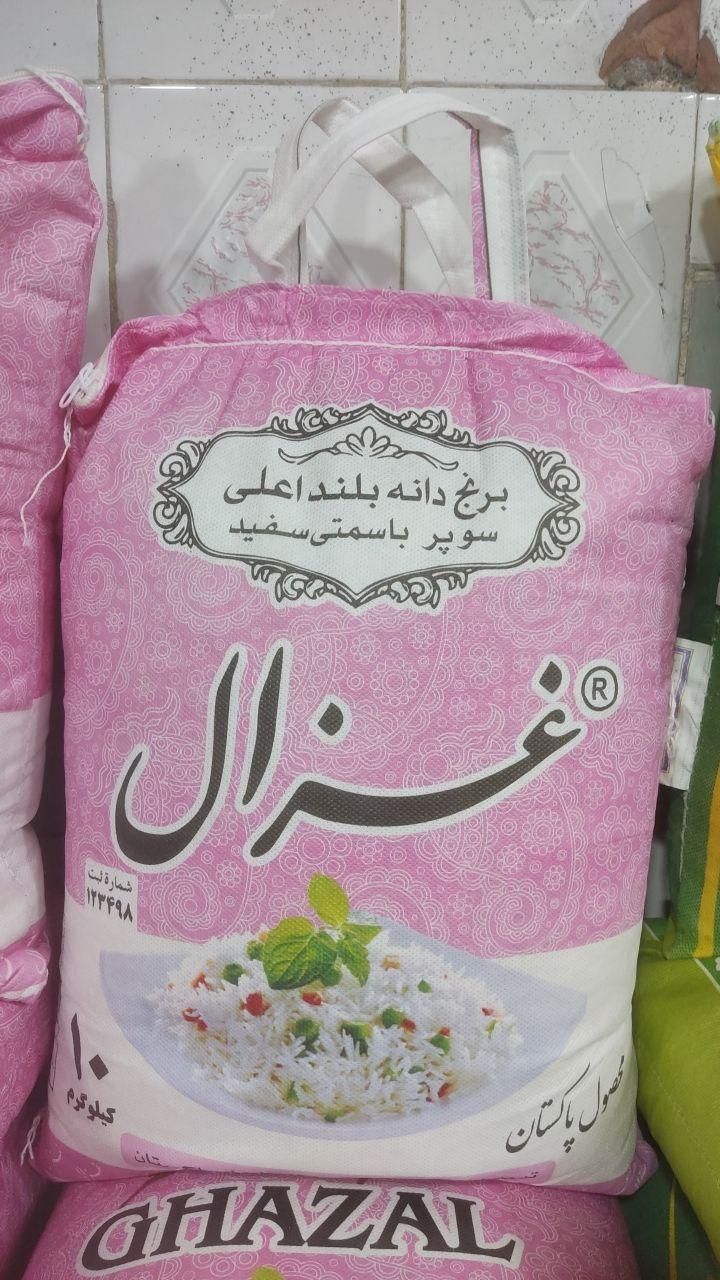 برنج دانه بلند اعلی
سوپر باسمتی سفید
غزال
®
شمارهٔ ثبت
۱۲۳۴۹۸
۱۰
کیلوگرم
محصول پاکستان
GHAZAL